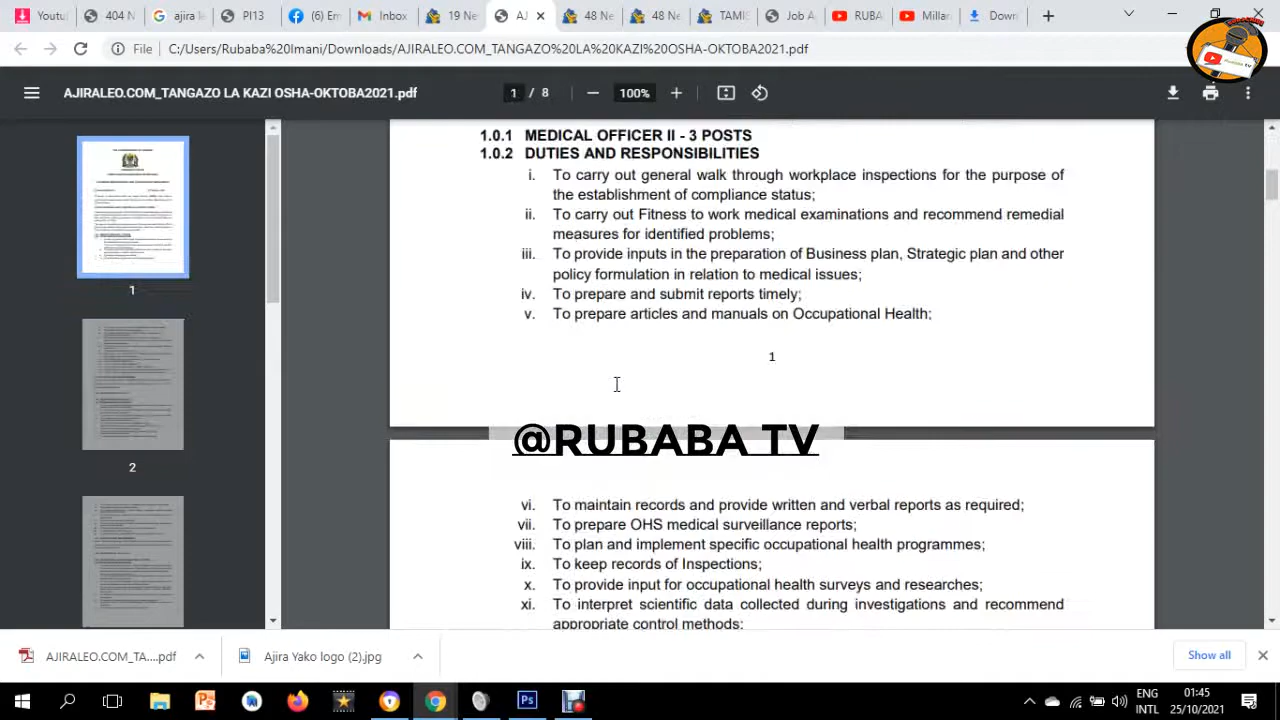 Youtu
404 N
ajira l
PI13
(6) Em
Inbox
10 Ne
AJ
48 Ne
48 Ne
TAMIS
Job A
RUBA
Millar
Down
File
C:/Users/Rubaba%20Imani/Downloads/AJIRALEO.COM_TANGAZO%20LA%20KAZI%20OSHA-OKTOBA2021.pdf
Rubaba TV
AJIRALEO.COM_TANGAZO LA KAZI OSHA-OKTOBA2021.pdf
1 / 8
100%
1.0.1 MEDICAL OFFICER II - 3 POSTS
1.0.2 DUTIES AND RESPONSIBILITIES
i. To carry out general walk through workplace inspections for the purpose of
the establishment of compliance status;
ii. To carry out Fitness to work medical examinations and recommend remedial
measures for identified problems;
iii. To provide inputs in the preparation of Business plan, Strategic plan and other
policy formulation in relation to medical issues;
iv. To prepare and submit reports timely;
v. To prepare articles and manuals on Occupational Health;
1
1
@RUBABA TV
2
vi. To maintain records and provide written and verbal reports as required;
vii. To prepare OHS medical surveillance reports;
viii. To plan and implement specific occupational health programmes;
ix. To keep records of Inspections;
x. To provide input for occupational health surveys and researches;
xi. To interpret scientific data collected during investigations and recommend
appropriate control methods;
AJIRALEO.COM_TA....pdf
Ajira Yako logo (2).jpg
Show all
ENG
INTL
01:45
25/10/2021